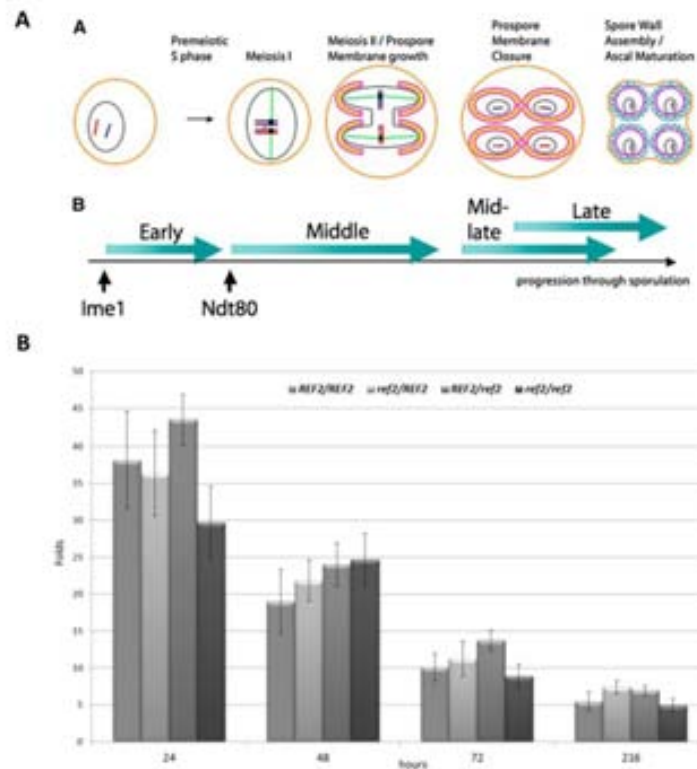 A
A
Premeiotic
S phase
Meiosis I
Meiosis II / Prospore
Membrane growth
Prospore
Membrane
Closure
Spore Wall
Assembly /
Ascal Maturation
B
Early
Middle
Mid-
late
Late
progression through sporulation
Ime1
Ndt80
B
50
45
40
35
30
25
20
15
10
5
0
Folds
REF2/REF2 ref2/REF2 REF2/ref2 ref2/ref2
24 48 72 216
hours